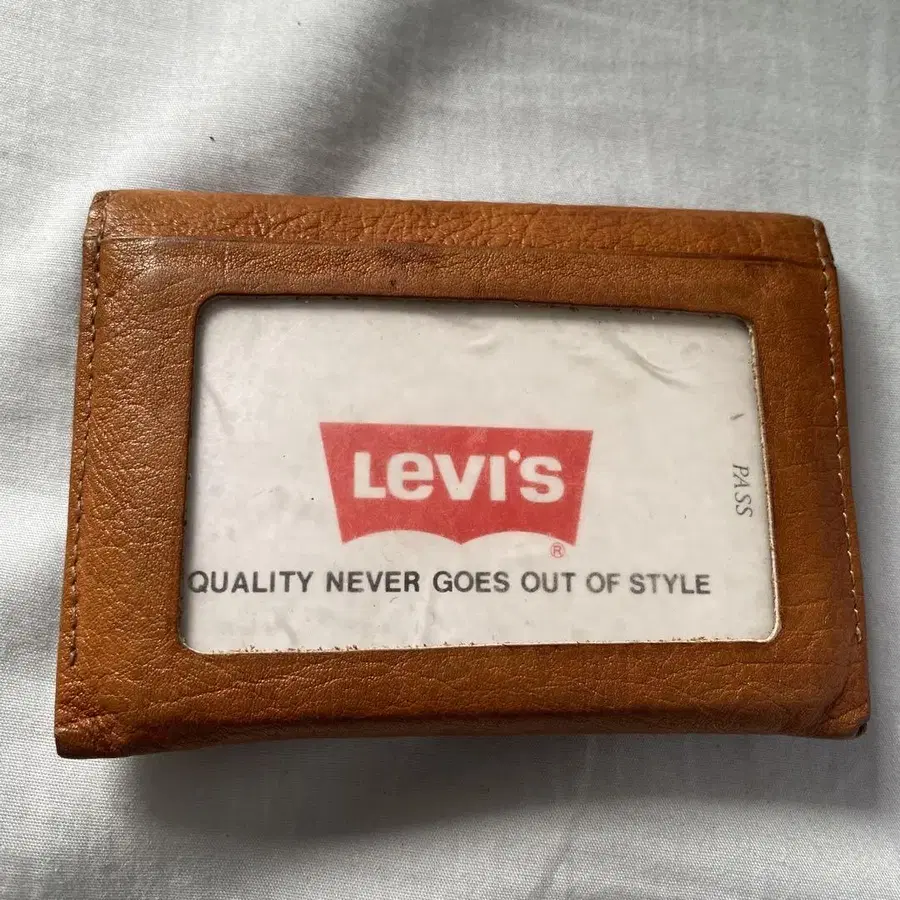 Levi's
®
QUALITY NEVER GOES OUT OF STYLE
PASS